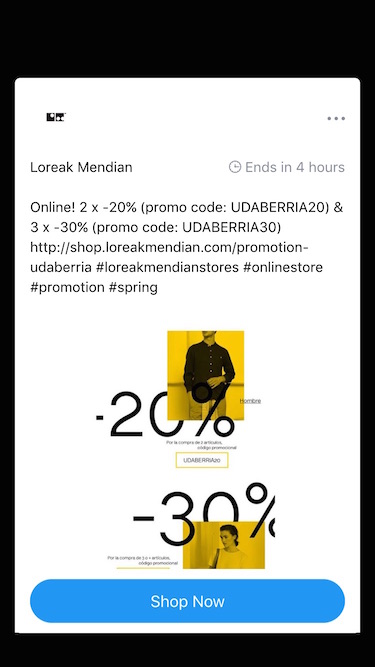 Loreak Mendian
Ends in 4 hours
Online! 2 x -20% (promo code: UDABERRIA20) &
3 x -30% (promo code: UDABERRIA30)
http://shop.loreakmendian.com/promotion-
udaberria #loreakmendianstores #onlinestore
#promotion #spring
-20%
Hombre
Por la compra de 2 artículos,
código promocional
UDABERRIA20
-30%
Por la compra de 3 o + artículos,
código promocional
Shop Now